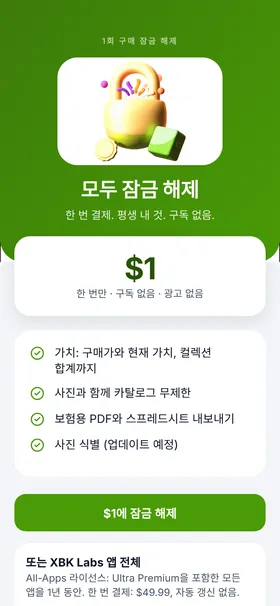 1회 구매 잠금 해제
모두 잠금 해제
한 번 결제. 평생 내 것. 구독 없음.
$1
한 번만 · 구독 없음 · 광고 없음
가치: 구매가와 현재 가치, 컬렉션
합계까지
사진과 함께 카탈로그 무제한
보험용 PDF와 스프레드시트 내보내기
사진 식별 (업데이트 예정)
$1에 잠금 해제
또는 XBK Labs 앱 전체
All-Apps 라이선스: Ultra Premium을 포함한 모든
앱을 1년 동안. 한 번 결제: $49.99, 자동 갱신 없음.